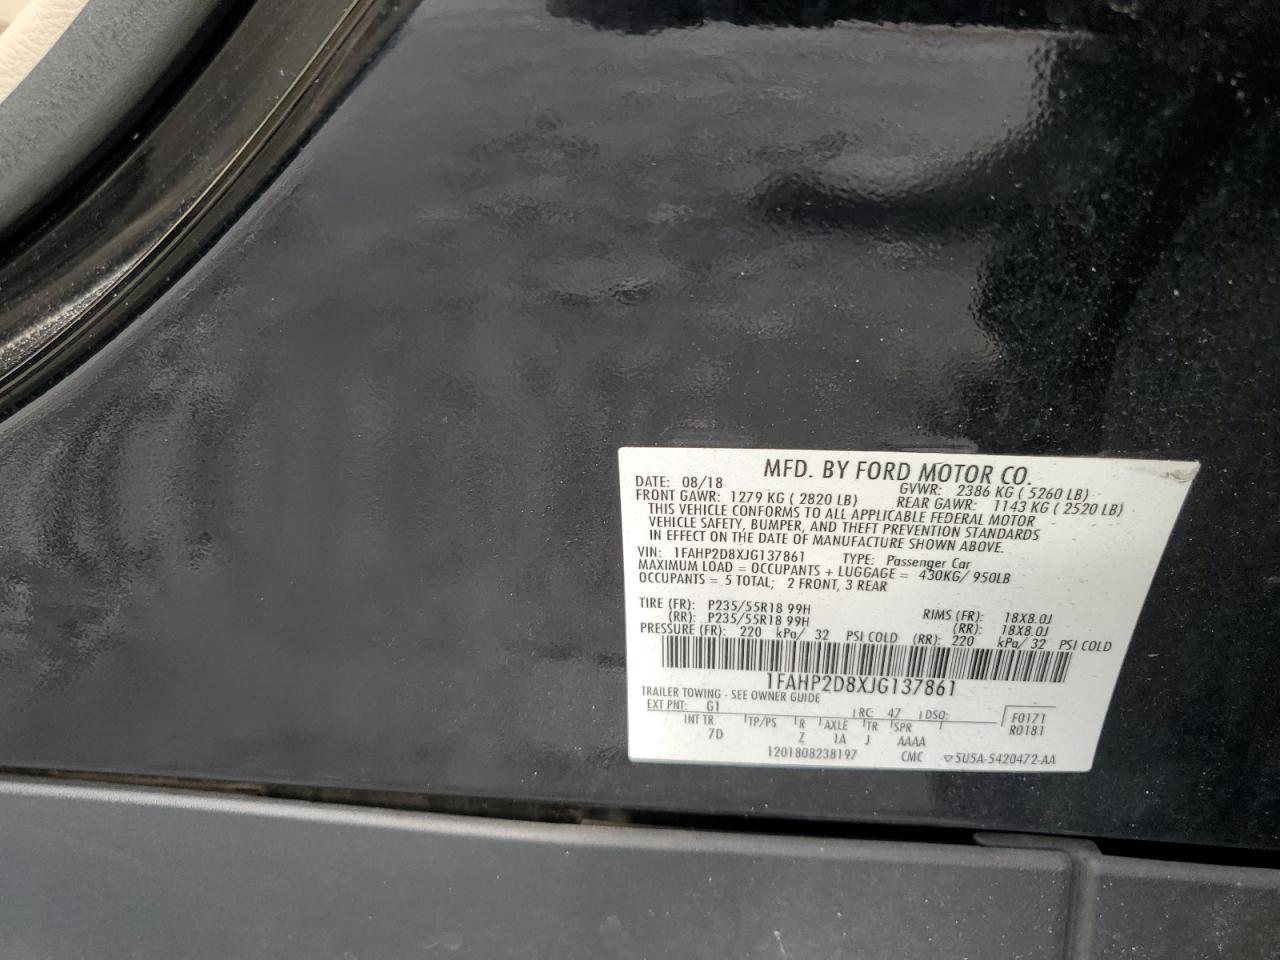 MFD. BY FORD MOTOR CO.
DATE: 08/18 GVWR: 2386 KG ( 5260 LB)
FRONT GAWR: 1279 KG ( 2820 LB) REAR GAWR: 1143 KG ( 2520 LB)
THIS VEHICLE CONFORMS TO ALL APPLICABLE FEDERAL MOTOR
VEHICLE SAFETY, BUMPER, AND THEFT PREVENTION STANDARDS
IN EFFECT ON THE DATE OF MANUFACTURE SHOWN ABOVE.
VIN: 1FAHP2D8XJG137861 TYPE: Passenger Car
MAXIMUM LOAD = OCCUPANTS + LUGGAGE = 430KG/ 950LB
OCCUPANTS = 5 TOTAL; 2 FRONT, 3 REAR
TIRE (FR): P235/55R18 99H RIMS (FR): 18X8.0J
(RR): P235/55R18 99H (RR): 18X8.0J
PRESSURE (FR): 220 kPa/ 32 PSI COLD (RR): 220 kPa/ 32 PSI COLD
1FAHP2D8XJG137861
TRAILER TOWING - SEE OWNER GUIDE
EXT PNT: G1 RC: 47 DSO: F0171
INT TR TP/PS R AXLE TR SPR R0181
7D Z 1A J AAAA
1201808238197 CMC ▽5U5A-5420472-AA